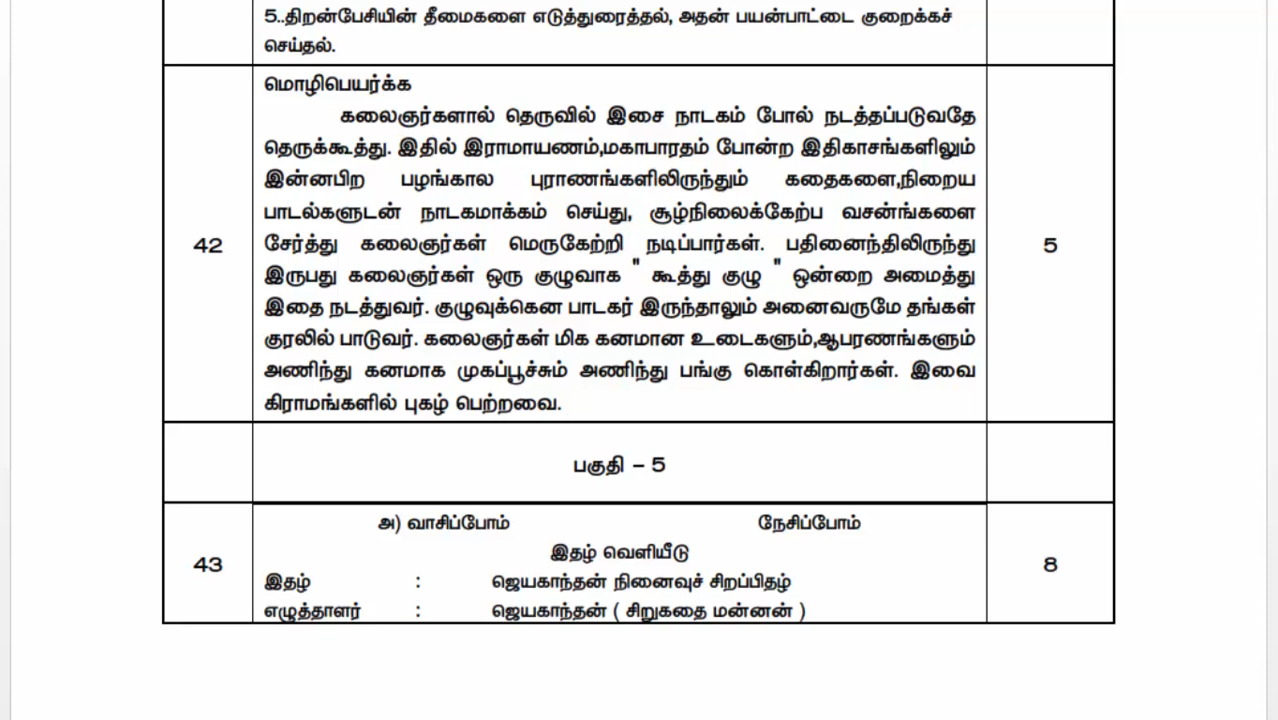 5..திறன்பேசியின் தீமைகளை எடுத்துரைத்தல், அதன் பயன்பாட்டை குறைக்கச்
செய்தல்.
42
மொழிபெயர்க்க
கலைஞர்களால் தெருவில் இசை நாடகம் போல் நடத்தப்படுவதே
தெருக்கூத்து. இதில் இராமாயணம்,மகாபாரதம் போன்ற இதிகாசங்களிலும்
இன்னபிற பழங்கால புராணங்களிலிருந்தும் கதைகளை,நிறைய
பாடல்களுடன் நாடகமாக்கம் செய்து, சூழ்நிலைக்கேற்ப வசன்ங்களை
சேர்த்து கலைஞர்கள் மெருகேற்றி நடிப்பார்கள். பதினைந்திலிருந்து
இருபது கலைஞர்கள் ஒரு குழுவாக " கூத்து குழு " ஒன்றை அமைத்து
இதை நடத்துவர். குழுவுக்கென பாடகர் இருந்தாலும் அனைவருமே தங்கள்
குரலில் பாடுவர். கலைஞர்கள் மிக கனமான உடைகளும்,ஆபரணங்களும்
அணிந்து கனமாக முகப்பூச்சும் அணிந்து பங்கு கொள்கிறார்கள். இவை
கிராமங்களில் புகழ் பெற்றவை.
5
பகுதி – 5
43
அ) வாசிப்போம் நேசிப்போம்
இதழ் வெளியீடு
இதழ் : ஜெயகாந்தன் நினைவுச் சிறப்பிதழ்
எழுத்தாளர் : ஜெயகாந்தன் ( சிறுகதை மன்னன் )
8